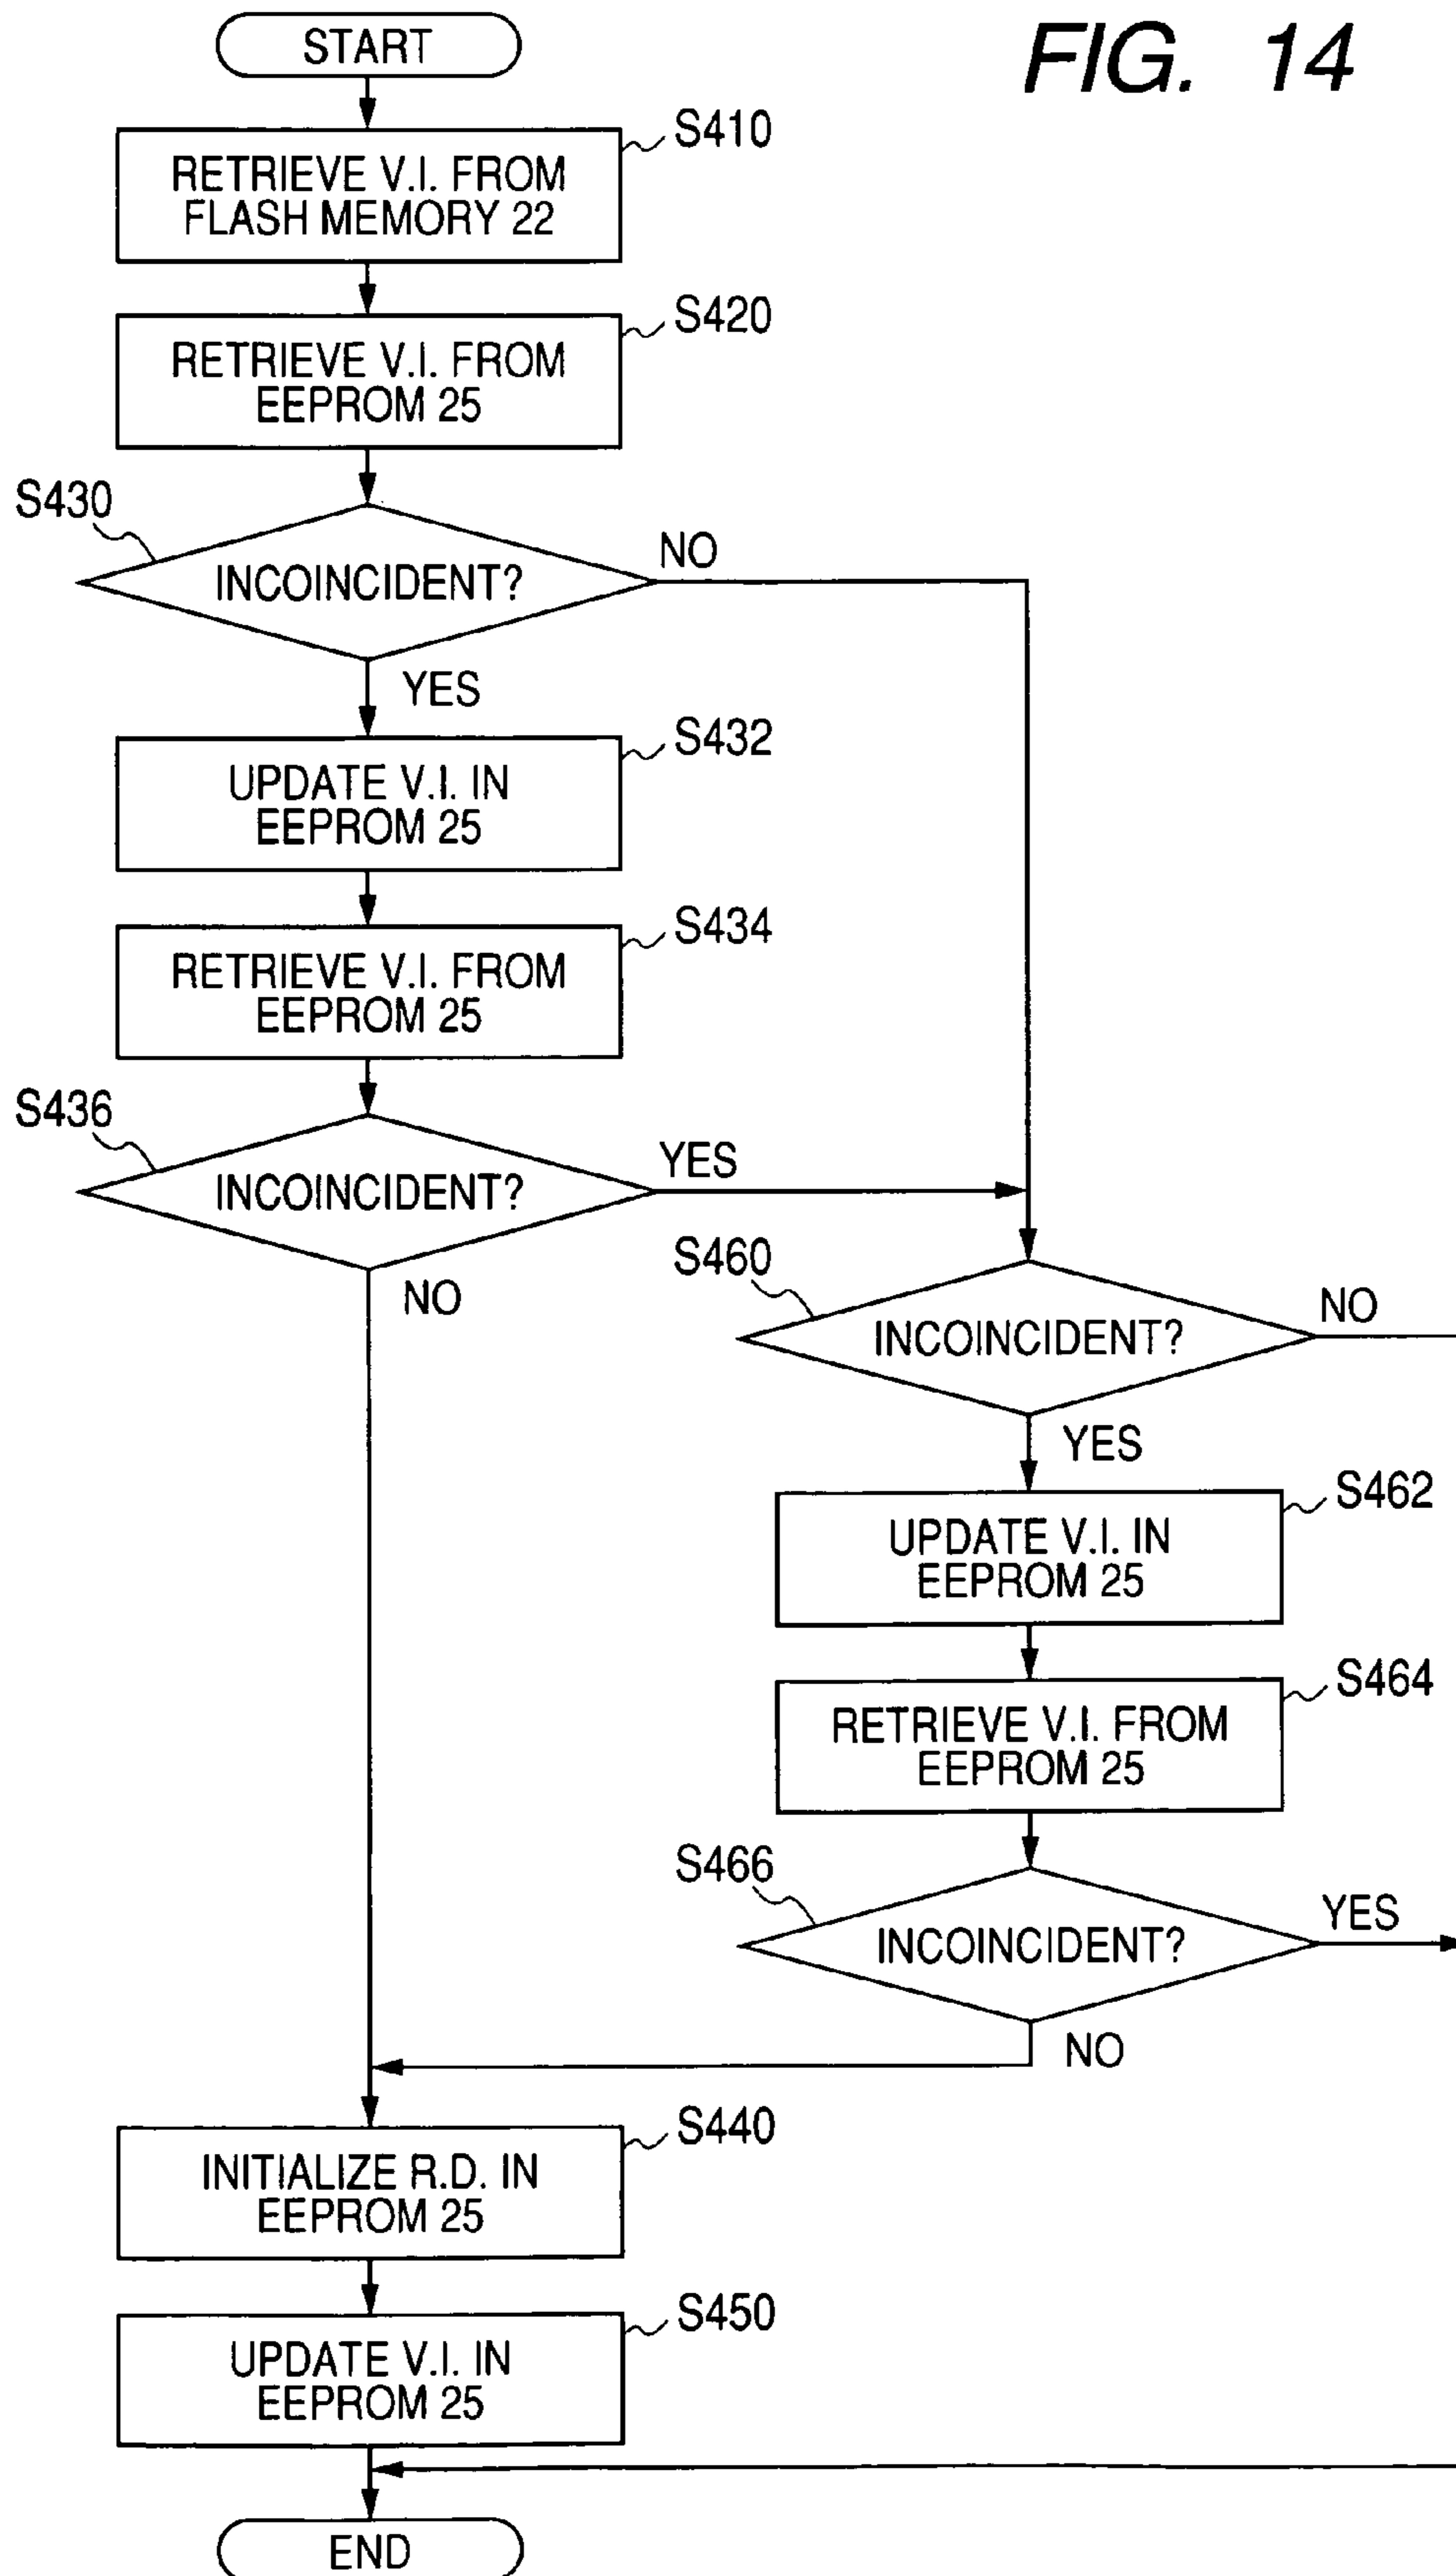 FIG. 14
START
S410
RETRIEVE V.I. FROM
FLASH MEMORY 22
S420
RETRIEVE V.I. FROM
EEPROM 25
S430
INCOINCIDENT?
NO
YES
S432
UPDATE V.I. IN
EEPROM 25
S434
RETRIEVE V.I. FROM
EEPROM 25
S436
INCOINCIDENT?
YES
NO
S460
INCOINCIDENT?
NO
YES
S462
UPDATE V.I. IN
EEPROM 25
S464
RETRIEVE V.I. FROM
EEPROM 25
S466
INCOINCIDENT?
YES
NO
S440
INITIALIZE R.D. IN
EEPROM 25
S450
UPDATE V.I. IN
EEPROM 25
END